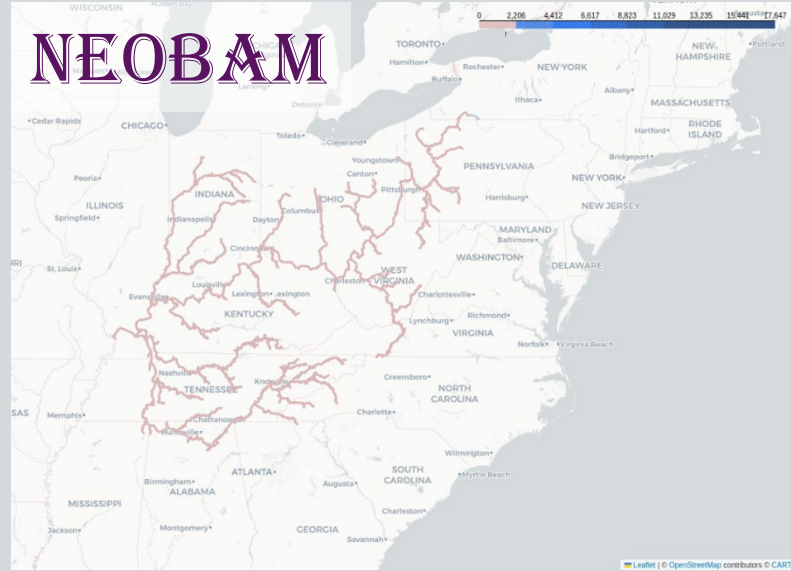 WISCONSIN
NEOBAM
0 2,206 4,412 6,617 8,823 11,029 13,235 15,441 17,647
f
Portland
TORONTO
Hamilton
Rochester
NEW YORK
NEW HAMPSHIRE
Buffalo
Lansing
Ithaca
Albany
MASSACHUSETTS
Detroit
Cedar Rapids
CHICAGO
Toledo
Cleveland
Hartford
RHODE ISLAND
Youngstown
Bridgeport
Canton
PENNSYLVANIA
Peoria
INDIANA
OHIO
Pittsburgh
NEW YORK
ILLINOIS
Harrisburg
NEW JERSEY
Springfield
Indianapolis
Dayton
Columbus
MARYLAND
Baltimore
Cincinnati
WASHINGTON
DELAWARE
RI
St. Louis
WEST VIRGINIA
Louisville
Charleston
Evansville
Lexington
Lexington
Charlottesville
KENTUCKY
Lynchburg
Richmond
VIRGINIA
Norfolk
Virginia Beach
Nashville
TENNESSEE
Knoxville
Greensboro
NORTH CAROLINA
SAS
Memphis
Chattanooga
Charlotte
Huntsville
Wilmington
ATLANTA
SOUTH CAROLINA
Myrtle Beach
Birmingham
ALABAMA
Augusta
MISSISSIPPI
Charleston
Jackson
Montgomery
GEORGIA
Savannah
Leaflet | © OpenStreetMap contributors © CART